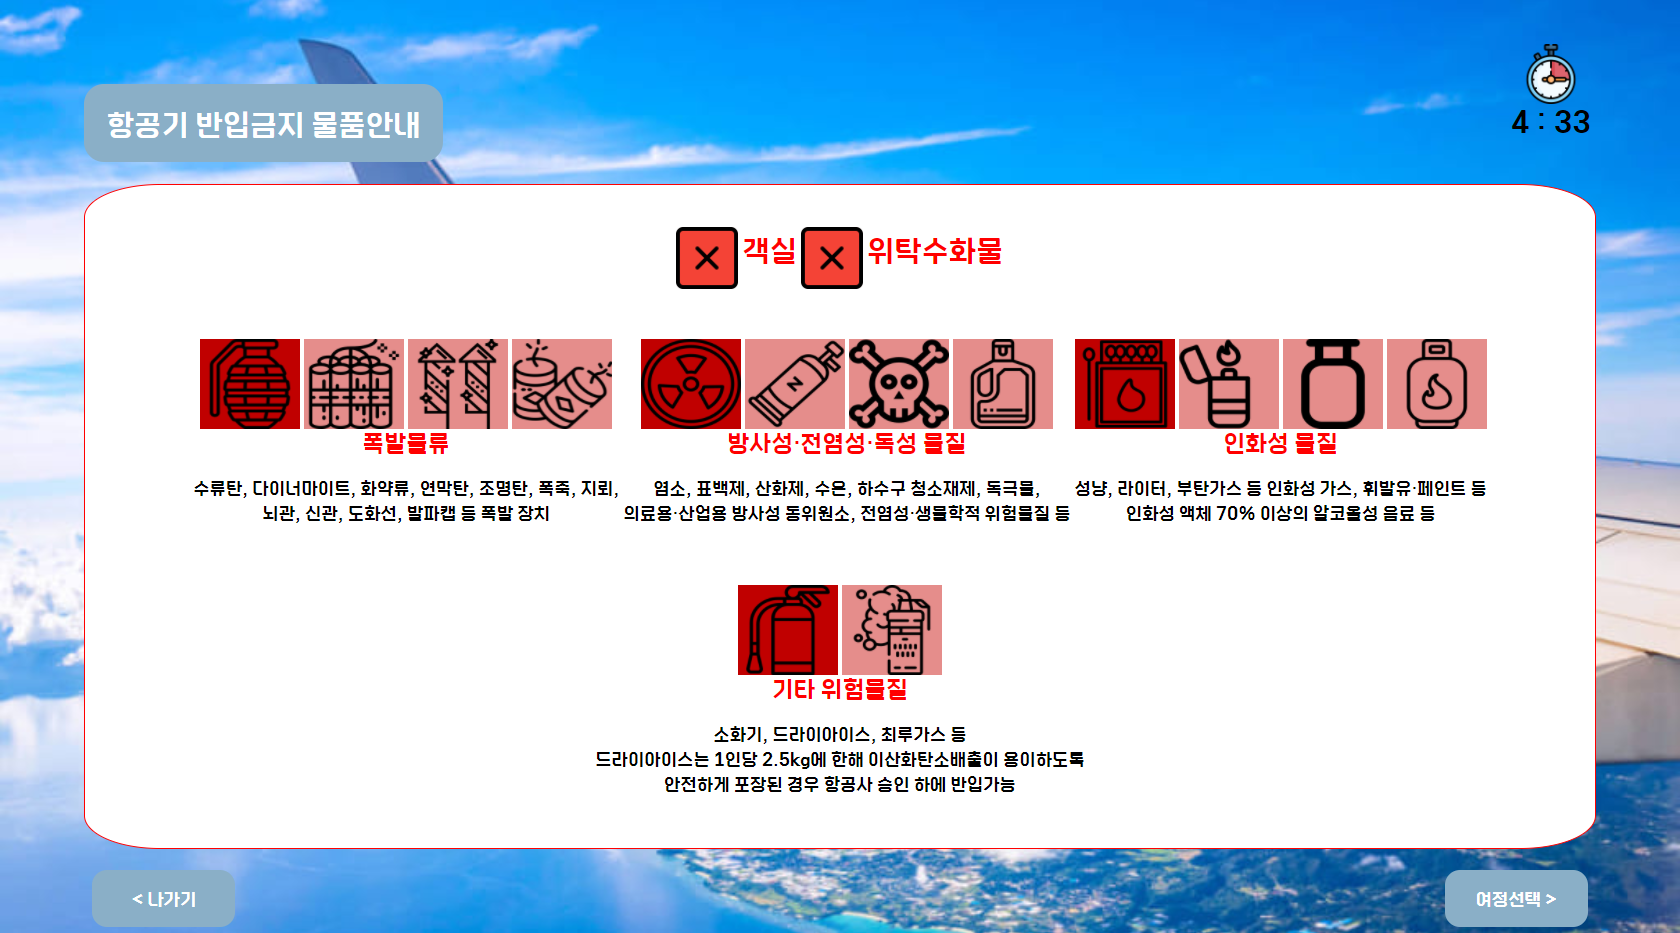 항공기 반입금지 물품안내
4 : 33
객실 위탁수화물
폭발물류
수류탄, 다이너마이트, 화약류, 연막탄, 조명탄, 폭죽, 지뢰,
뇌관, 신관, 도화선, 발파캡 등 폭발 장치
방사성·전염성·독성 물질
염소, 표백제, 산화제, 수은, 하수구 청소재제, 독극물,
의료용·산업용 방사성 동위원소, 전염성·생물학적 위험물질 등
인화성 물질
성냥, 라이터, 부탄가스 등 인화성 가스, 휘발유·페인트 등
인화성 액체 70% 이상의 알코올성 음료 등
기타 위험물질
소화기, 드라이아이스, 최루가스 등
드라이아이스는 1인당 2.5kg에 한해 이산화탄소배출이 용이하도록
안전하게 포장된 경우 항공사 승인 하에 반입가능
< 나가기
여정선택 >